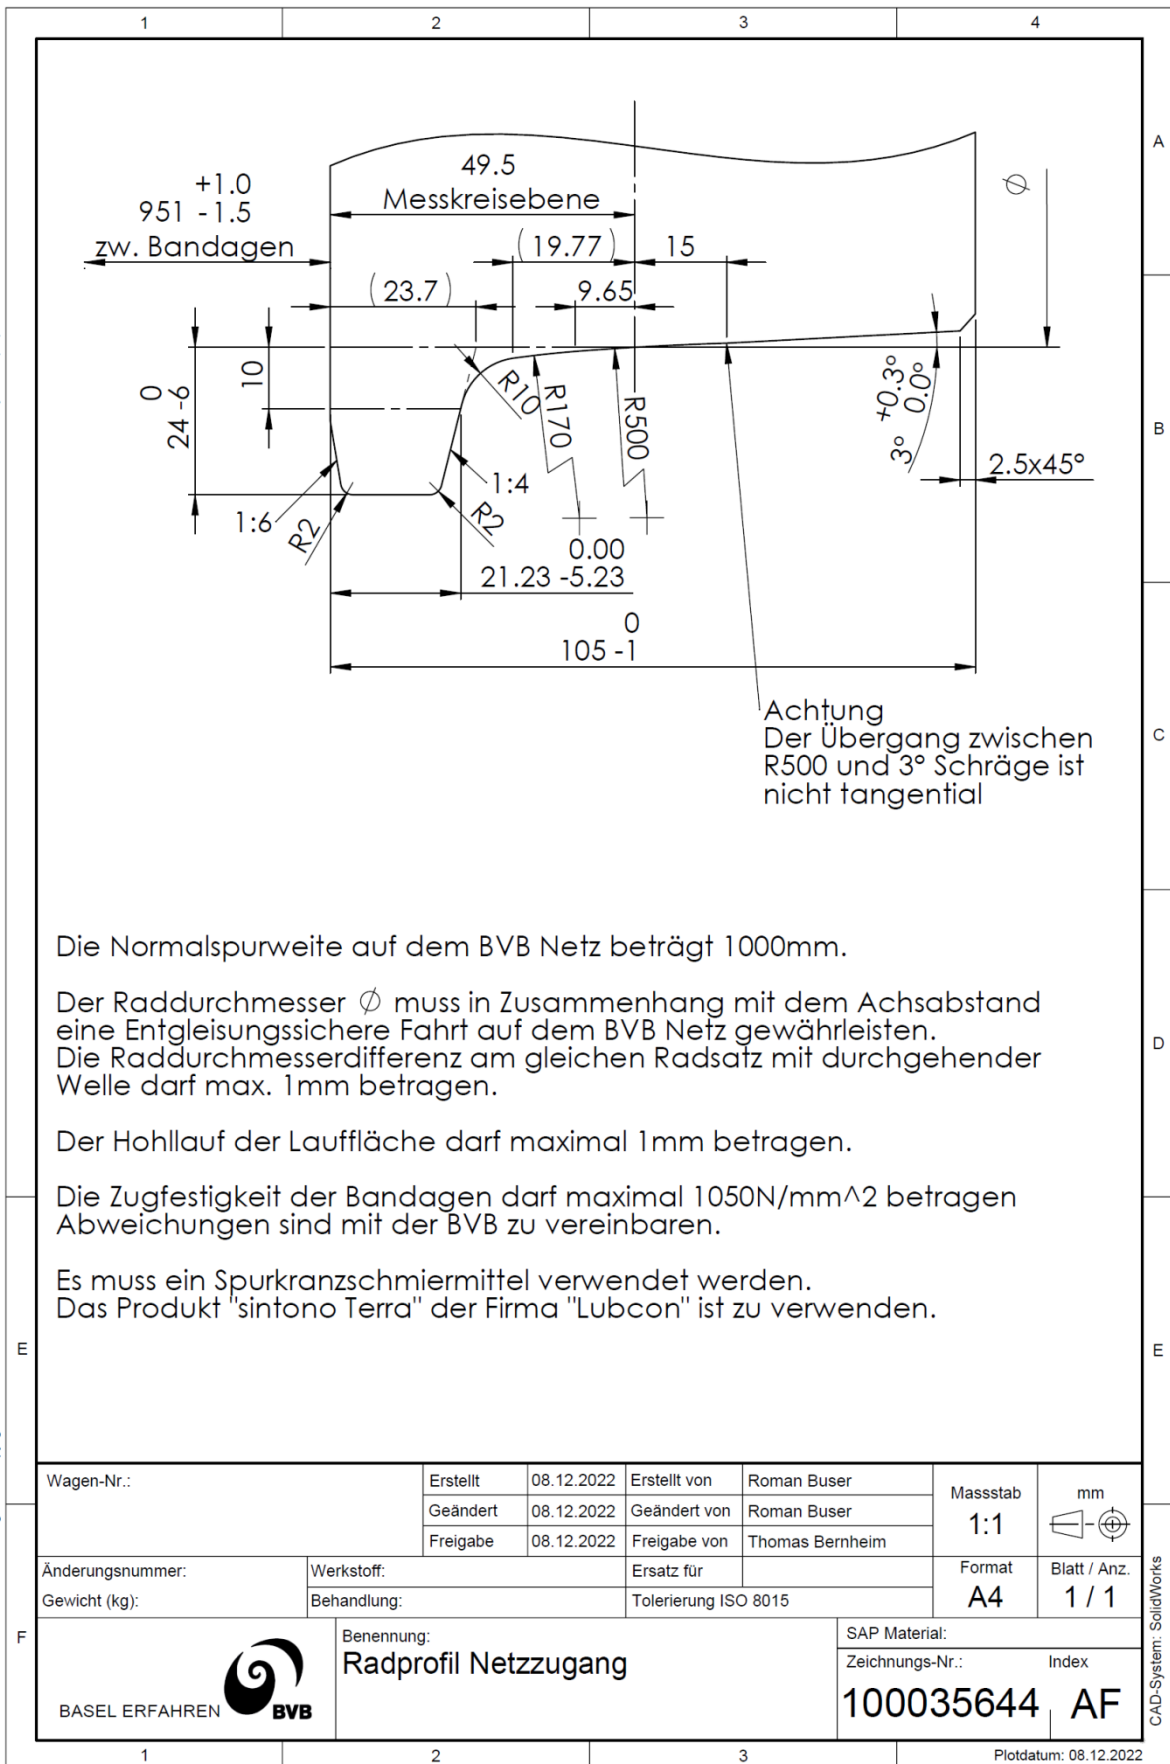 1 2 3 4
A
49.5
Messkreisebene
+1.0
951 -1.5
zw. Bandagen
(19.77) 15
(23.7) 9.65
Ø
0
24 -6
10
R10
R170
R500
+0.3°
3° 0.0°
B
2.5x45°
1:6
R2
1:4
R2
0.00
21.23 -5.23
0
105 -1
Achtung
Der Übergang zwischen
R500 und 3° Schräge ist
nicht tangential
C
Die Normalspurweite auf dem BVB Netz beträgt 1000mm.
Der Raddurchmesser Ø muss in Zusammenhang mit dem Achsabstand
eine Entgleisungssichere Fahrt auf dem BVB Netz gewährleisten.
Die Raddurchmesserdifferenz am gleichen Radsatz mit durchgehender
Welle darf max. 1mm betragen.
D
Der Hohllauf der Lauffläche darf maximal 1mm betragen.
Die Zugfestigkeit der Bandagen darf maximal 1050N/mm^2 betragen
Abweichungen sind mit der BVB zu vereinbaren.
Es muss ein Spurkranzschmiermittel verwendet werden.
Das Produkt "sintono Terra" der Firma "Lubcon" ist zu verwenden.
E E
Wagen-Nr.:
Erstellt 08.12.2022 Erstellt von Roman Buser
Geändert 08.12.2022 Geändert von Roman Buser
Freigabe 08.12.2022 Freigabe von Thomas Bernheim
Massstab
1:1
mm
Änderungsnummer:
Gewicht (kg):
Werkstoff:
Behandlung:
Ersatz für
Tolerierung ISO 8015
Format
A4
Blatt / Anz.
1 / 1
F
BASEL ERFAHREN BVB
Benennung:
Radprofil Netzzugang
SAP Material:
Zeichnungs-Nr.: Index
100035644 AF
CAD-System: SolidWorks
1 2 3
Plotdatum: 08.12.2022